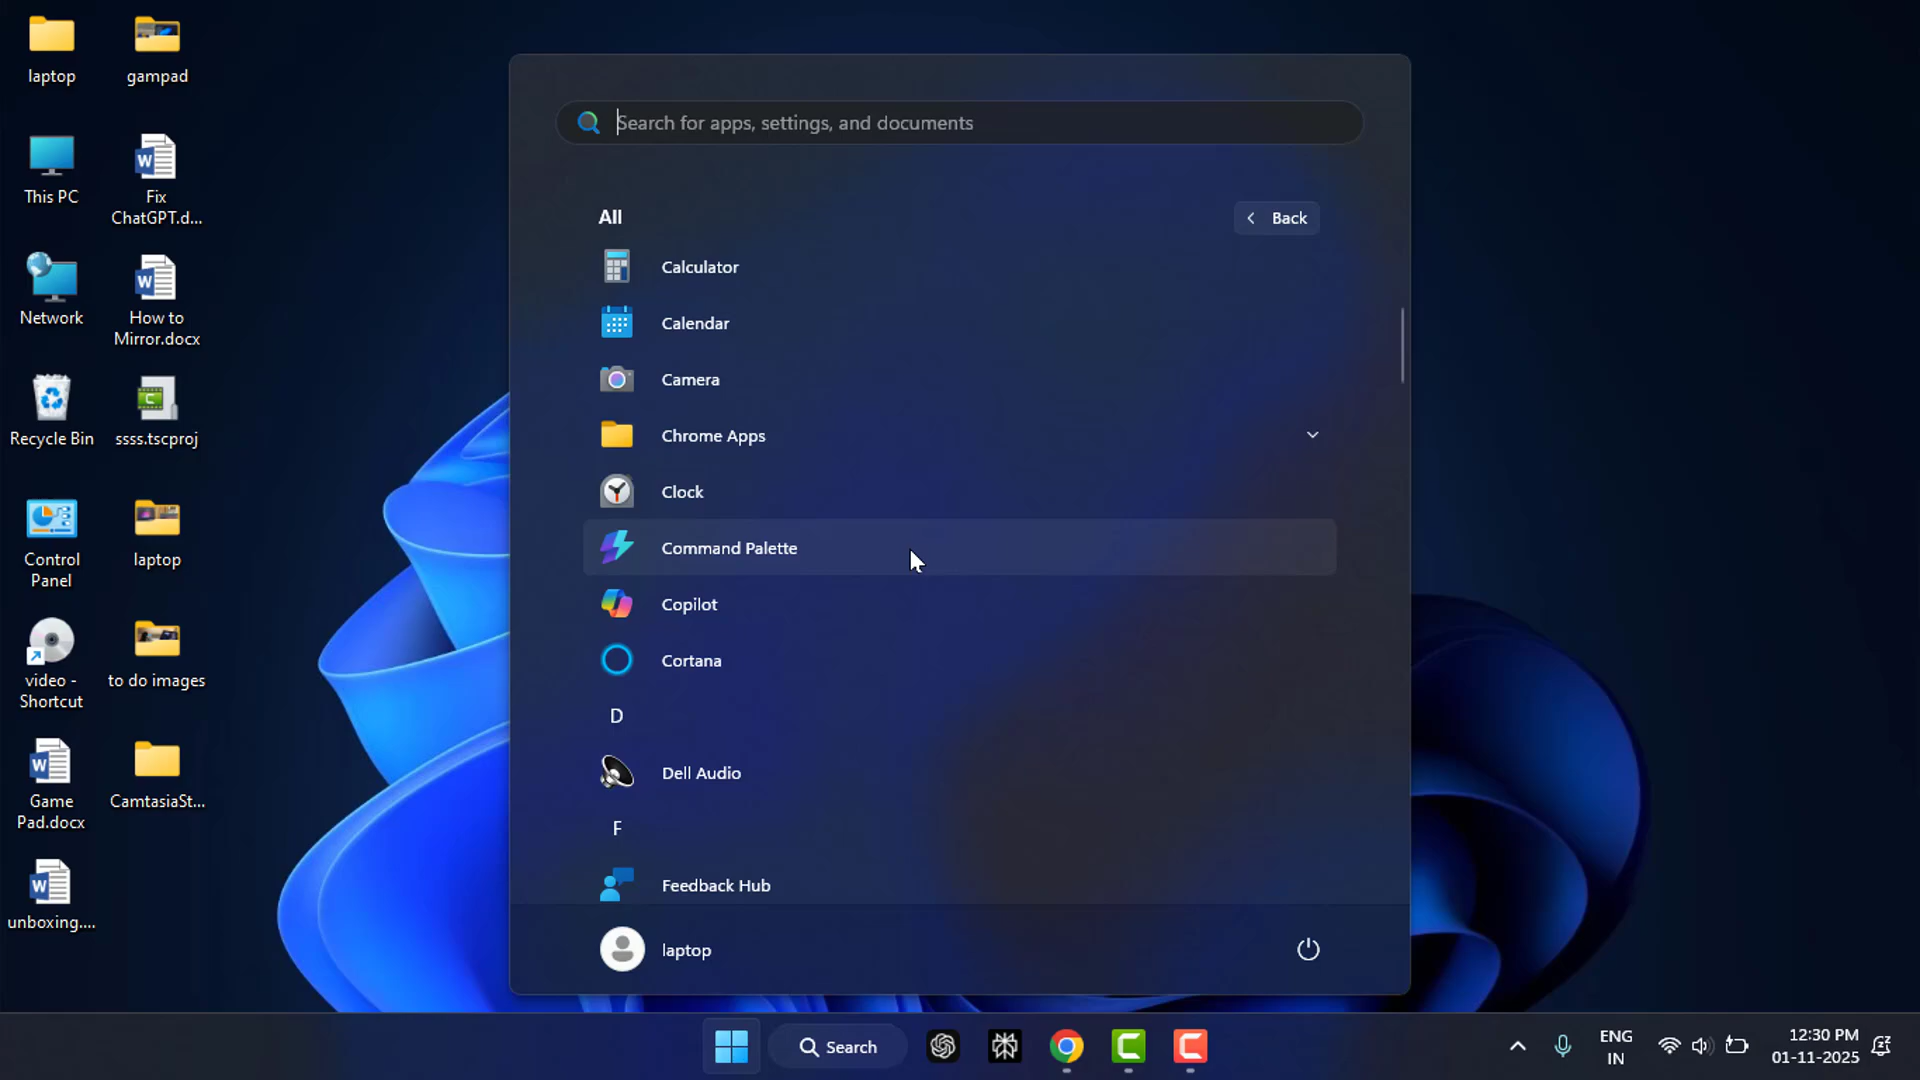 laptop
gampad
This PC
Fix
ChatGPT.d...
Network
How to
Mirror.docx
Recycle Bin
ssss.tscproj
Control
Panel
laptop
video -
Shortcut
to do images
Game
Pad.docx
CamtasiaSt...
unboxing....
Search for apps, settings, and documents
All
Back
Calculator
Calendar
Camera
Chrome Apps
Clock
Command Palette
Copilot
Cortana
D
Dell Audio
F
Feedback Hub
laptop
Search
ENG
IN
12:30 PM
01-11-2025